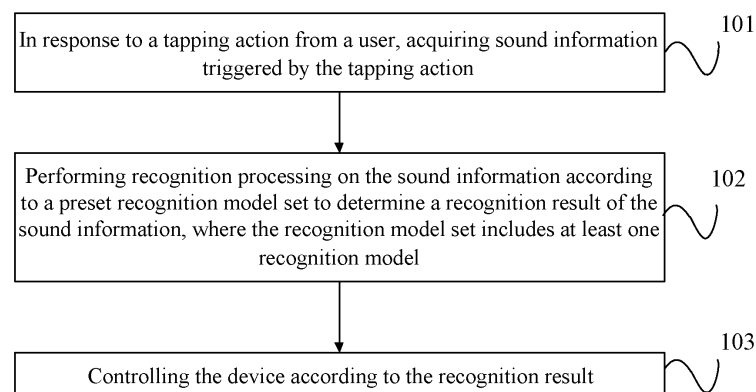 In response to a tapping action from a user, acquiring sound information
triggered by the tapping action
101
Performing recognition processing on the sound information according
to a preset recognition model set to determine a recognition result of the
sound information, where the recognition model set includes at least one
recognition model
102
Controlling the device according to the recognition result
103